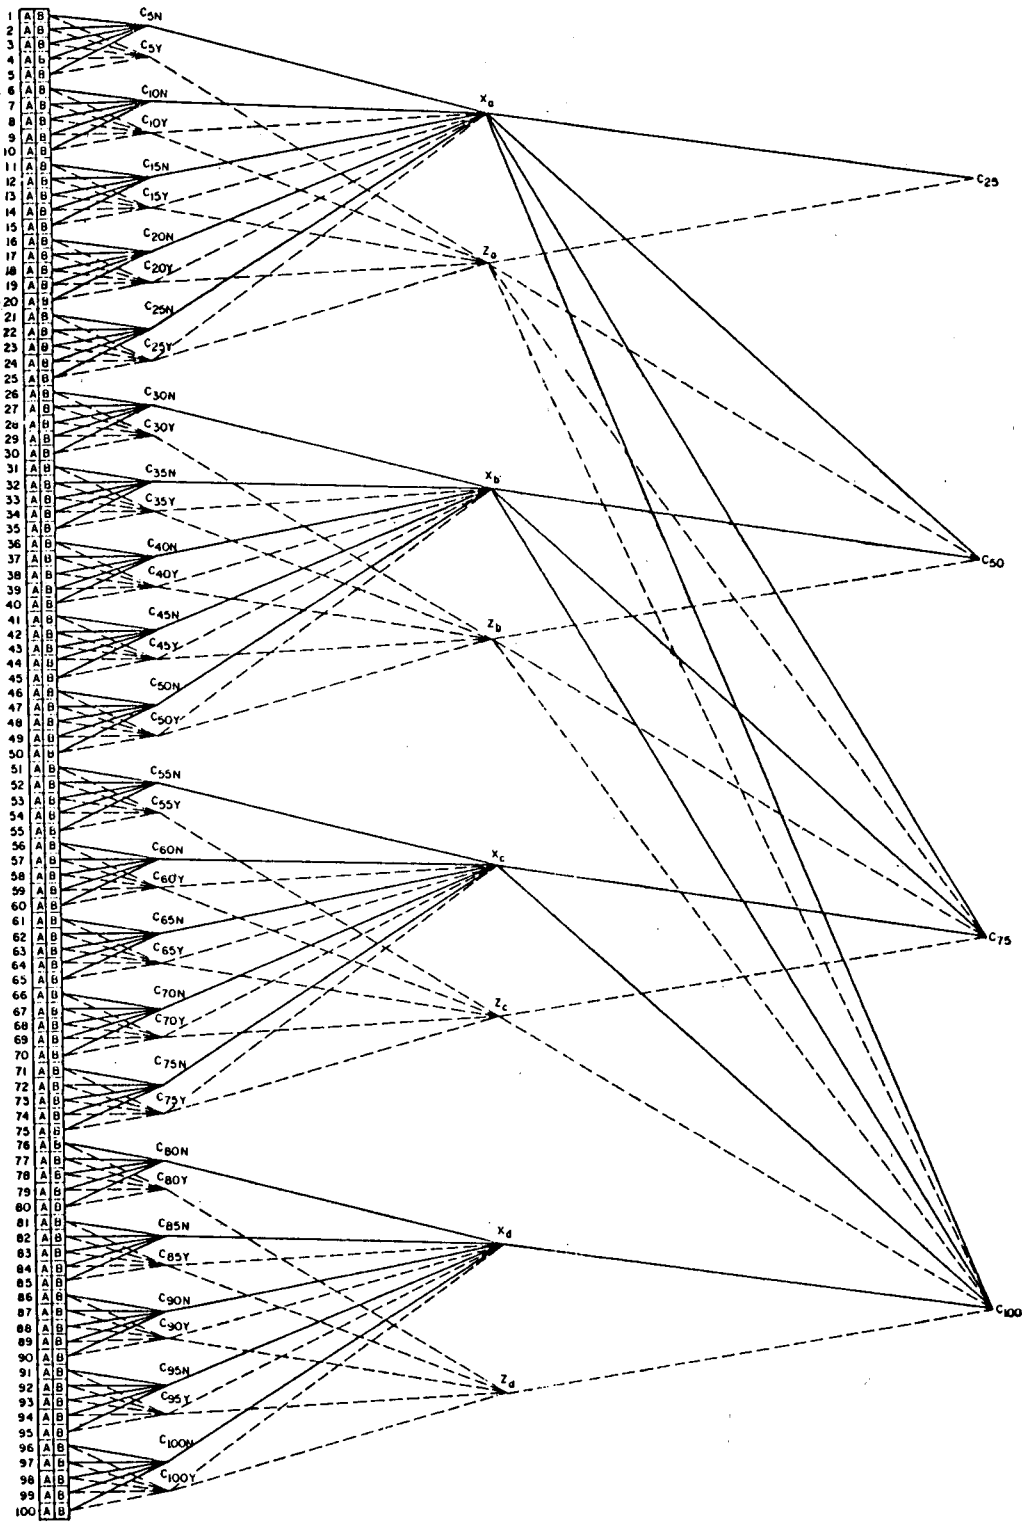 1 A B C5N
2 A B
3 A B C5Y
4 A b
5 A B
6 A B C10N
7 A B Xa
8 A B C10Y
9 A B
10 A B
11 A B C15N
12 A B C25
13 A B C15Y
14 A B
15 A B
16 A B C20N
17 A B Za
18 A B C20Y
19 A B
20 A B
21 A B C25N
22 A B
23 A B C25Y
24 A B
25 A B
26 A B C30N
27 A B
28 A B C30Y
29 A B
30 A B
31 A B C35N
32 A B Xb
33 A B C35Y
34 A B
35 A B
36 A B C40N
37 A B C50
38 A B C40Y
39 A B
40 A B
41 A B C45N
42 A B Zb
43 A B C45Y
44 A B
45 A B
46 A B C50N
47 A B
48 A B C50Y
49 A B
50 A B
51 A B C55N
52 A B
53 A B C55Y
54 A B
55 A B
56 A B C60N
57 A B Xc
58 A B C60Y
59 A B
60 A B
61 A B C65N
62 A B C75
63 A B C65Y
64 A B
65 A B
66 A B C70N
67 A B Zc
68 A B C70Y
69 A B
70 A B
71 A B C75N
72 A B
73 A B C75Y
74 A B
75 A B
76 A B C80N
77 A B
78 A B C80Y
79 A B
80 A B
81 A B C85N
82 A B Xd
83 A B C85Y
84 A B
85 A B
86 A B C90N
87 A B C100
88 A B C90Y
89 A B
90 A B
91 A B C95N
92 A B Zd
93 A B C95Y
94 A B
95 A B
96 A B C100N
97 A B
98 A B C100Y
99 A B
100 A B